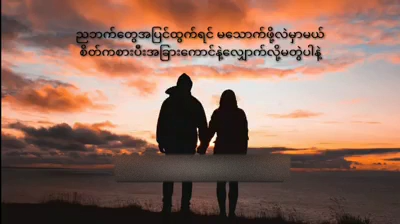 ညဘက်တွေအပြင်ထွက်ရင် မသောက်ဖို့လဲမှာမယ်
စိတ်ကစားပီးအခြားကောင်နဲ့လျှောက်လို့မတွဲပါနဲ့